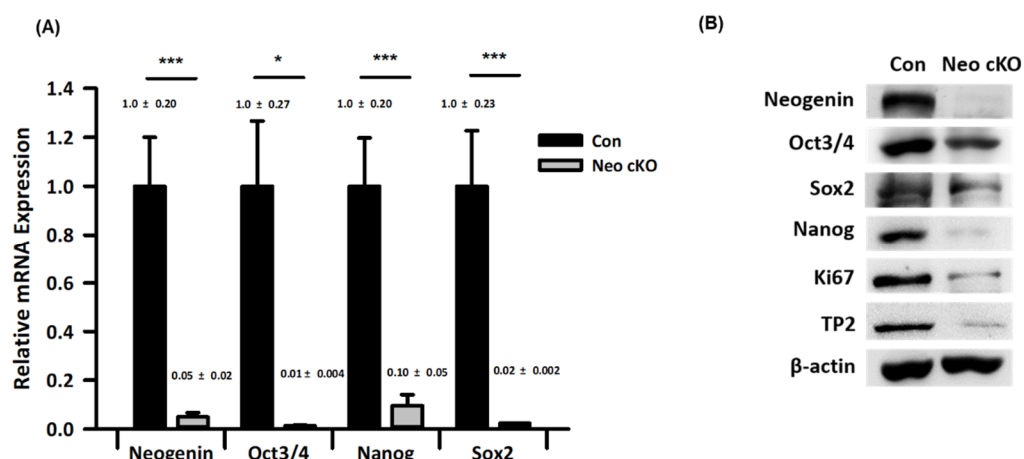 (A)
*** * *** ***
1.0 ± 0.20 1.0 ± 0.27 1.0 ± 0.20 1.0 ± 0.23
Con
Neo cKO
Relative mRNA Expression
1.4
1.2
1.0
0.8
0.6
0.4
0.2
0.0
0.05 ± 0.02 0.01 ± 0.004 0.10 ± 0.05 0.02 ± 0.002
Neogenin Oct3/4 Nanog Sox2
(B)
Con Neo cKO
Neogenin
Oct3/4
Sox2
Nanog
Ki67
TP2
β-actin